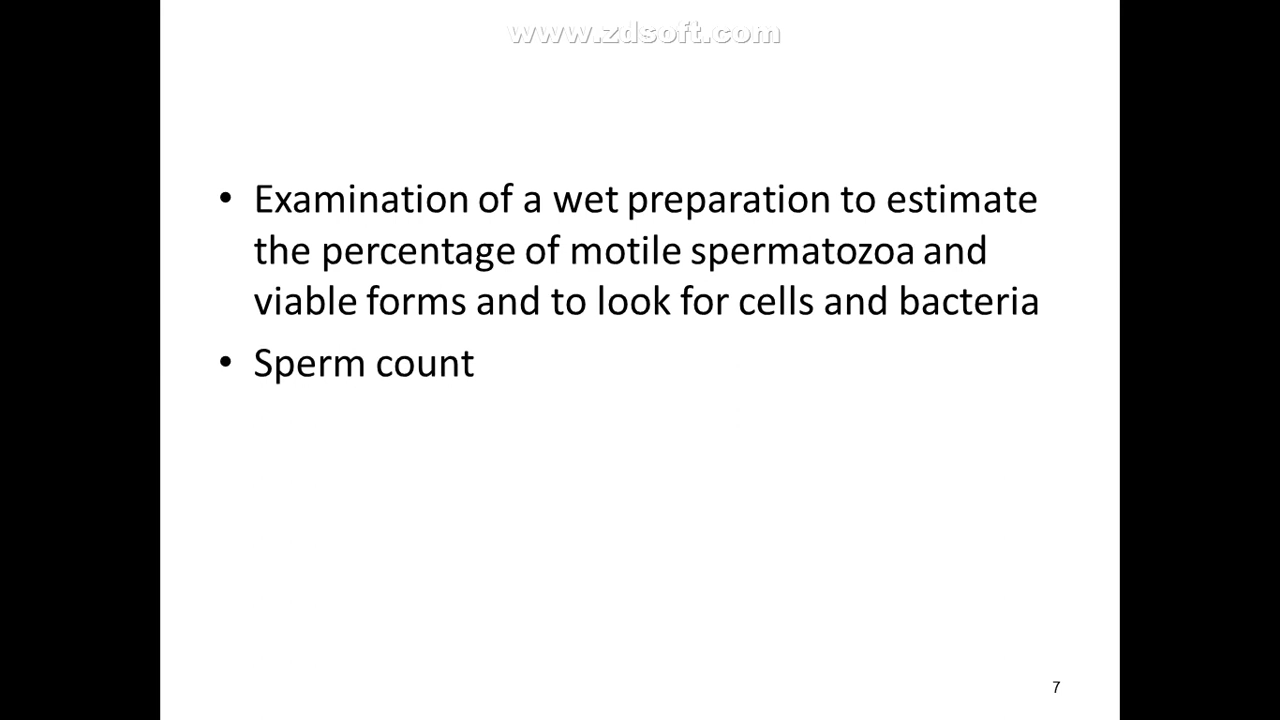 www.zdsoft.com
• Examination of a wet preparation to estimate
the percentage of motile spermatozoa and
viable forms and to look for cells and bacteria
• Sperm count
7